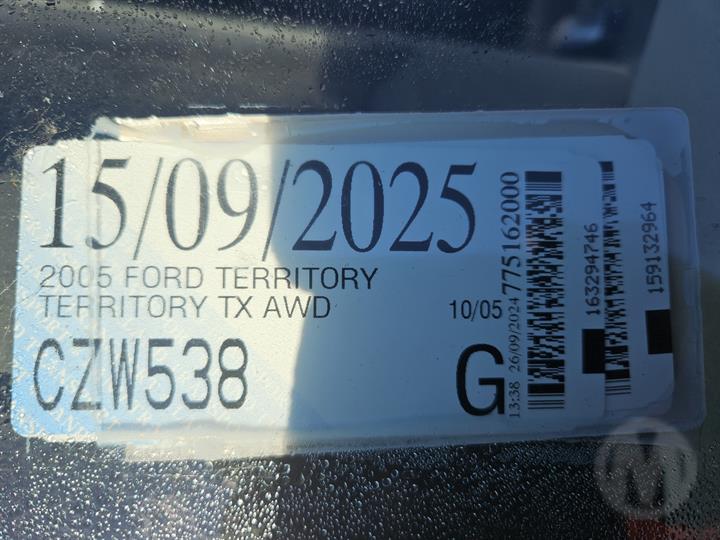 15/09/2025
2005 FORD TERRITORY
TERRITORY TX AWD 10/05
CZW538 G
13:38 26/09/2024 775162000
163294746
159132964
M